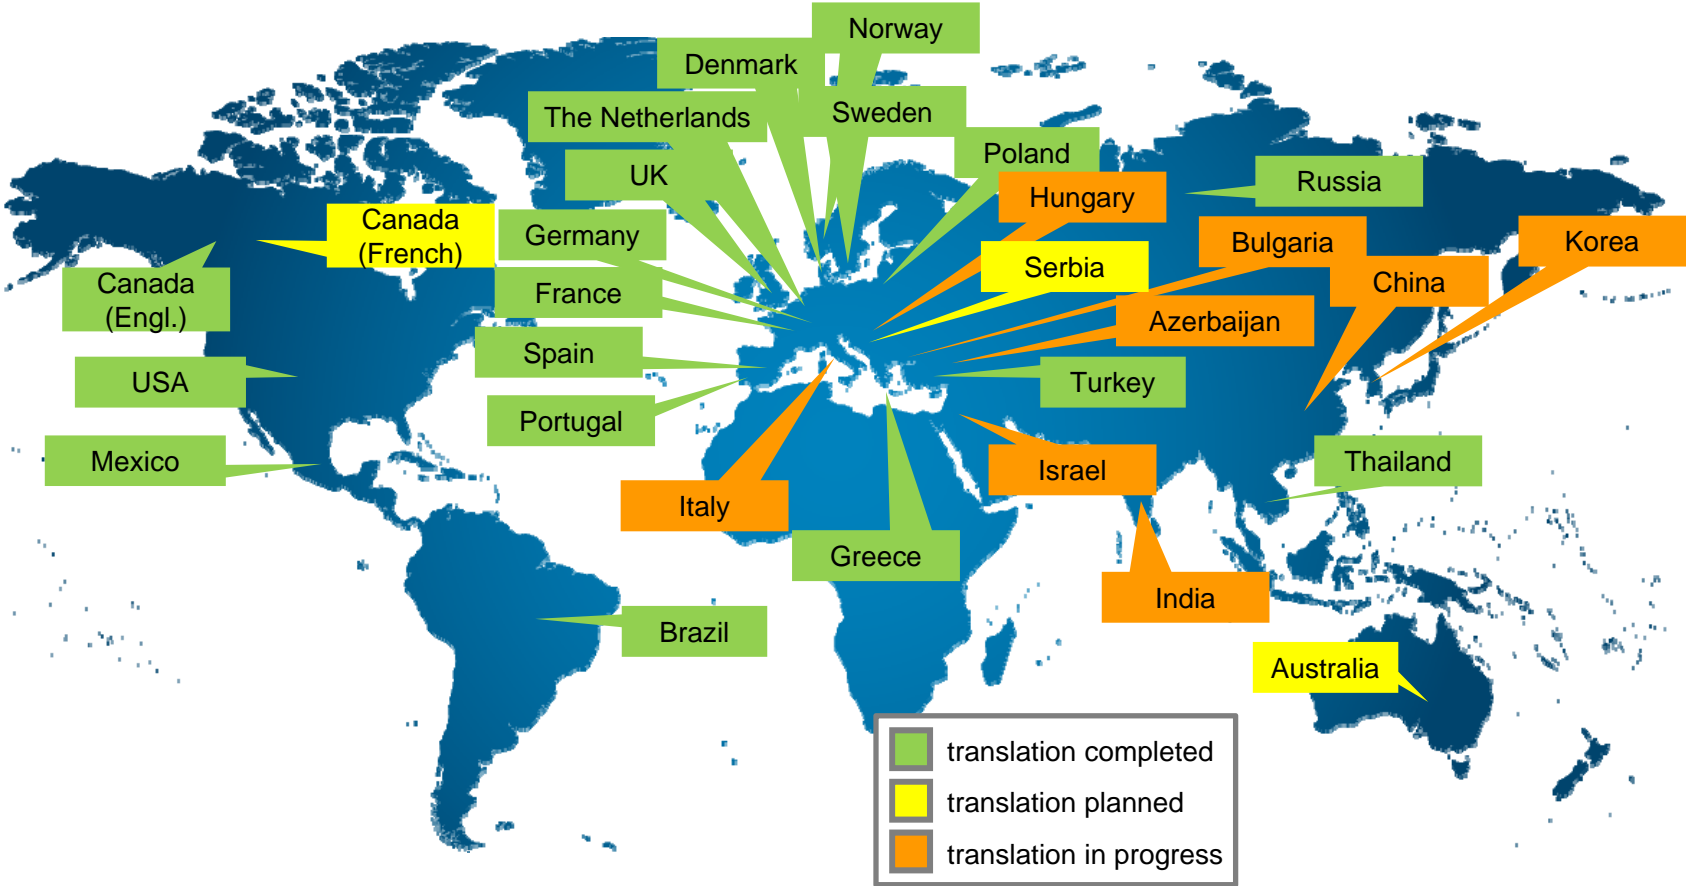 Norway
Denmark
The Netherlands
Sweden
Poland
UK
Hungary
Russia
Canada
(French)
Germany
Bulgaria
Korea
Serbia
Canada
(Engl.)
France
China
Azerbaijan
Spain
USA
Turkey
Portugal
Mexico
Israel
Thailand
Italy
Greece
India
Brazil
Australia
translation completed
translation planned
translation in progress